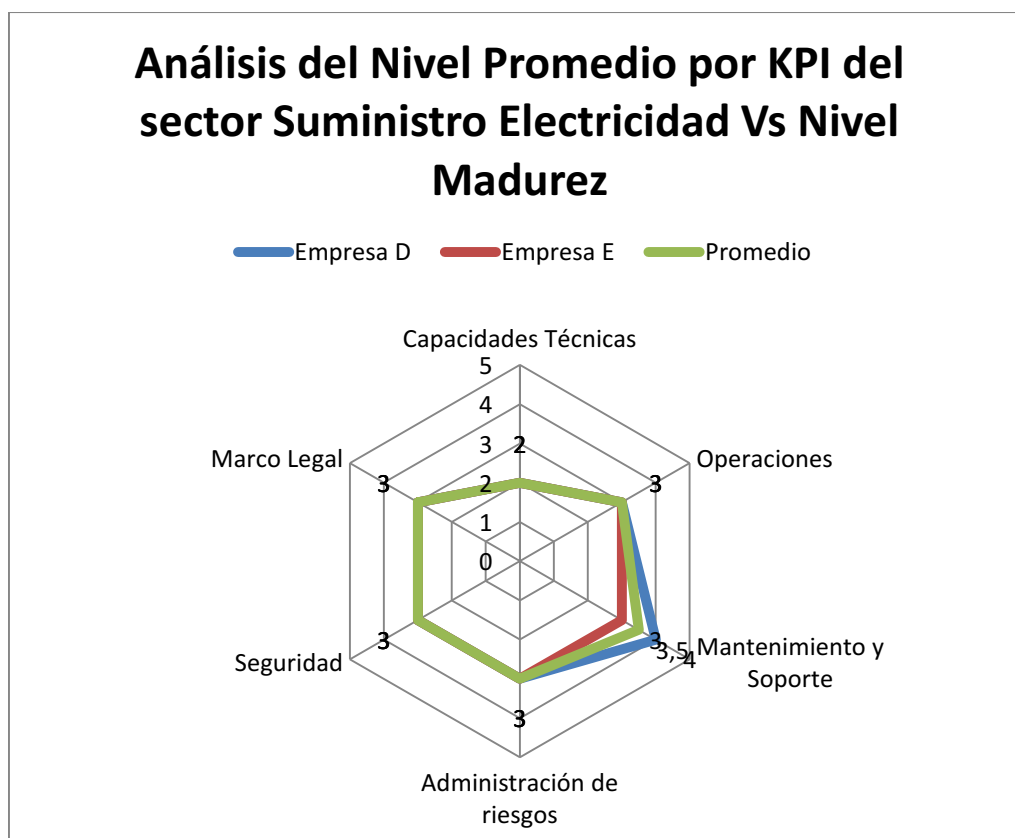 Análisis del Nivel Promedio por KPI del
sector Suministro Electricidad Vs Nivel
Madurez
Empresa D Empresa E Promedio
Capacidades Técnicas
5
4
3 2
2
1
0
Marco Legal 3
3 Operaciones
3 Mantenimiento y
3,5 4
Soporte
Seguridad 3
3
Administración de
riesgos